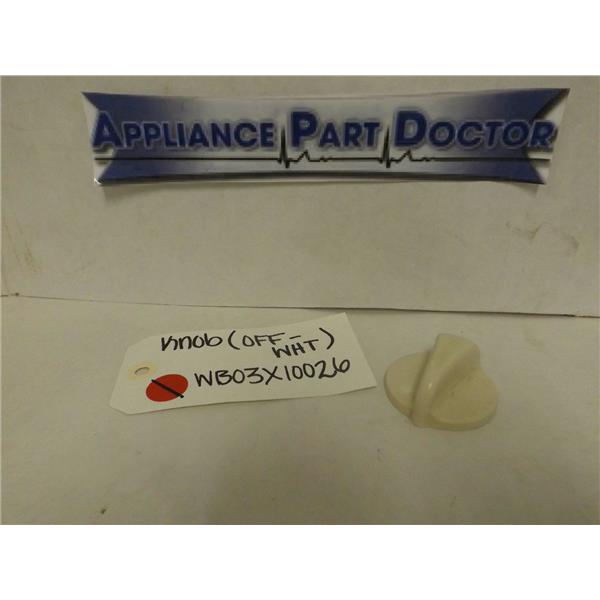 APPLIANCE PART DOCTOR
Knob (OFF-
WHT)
WB03X10026